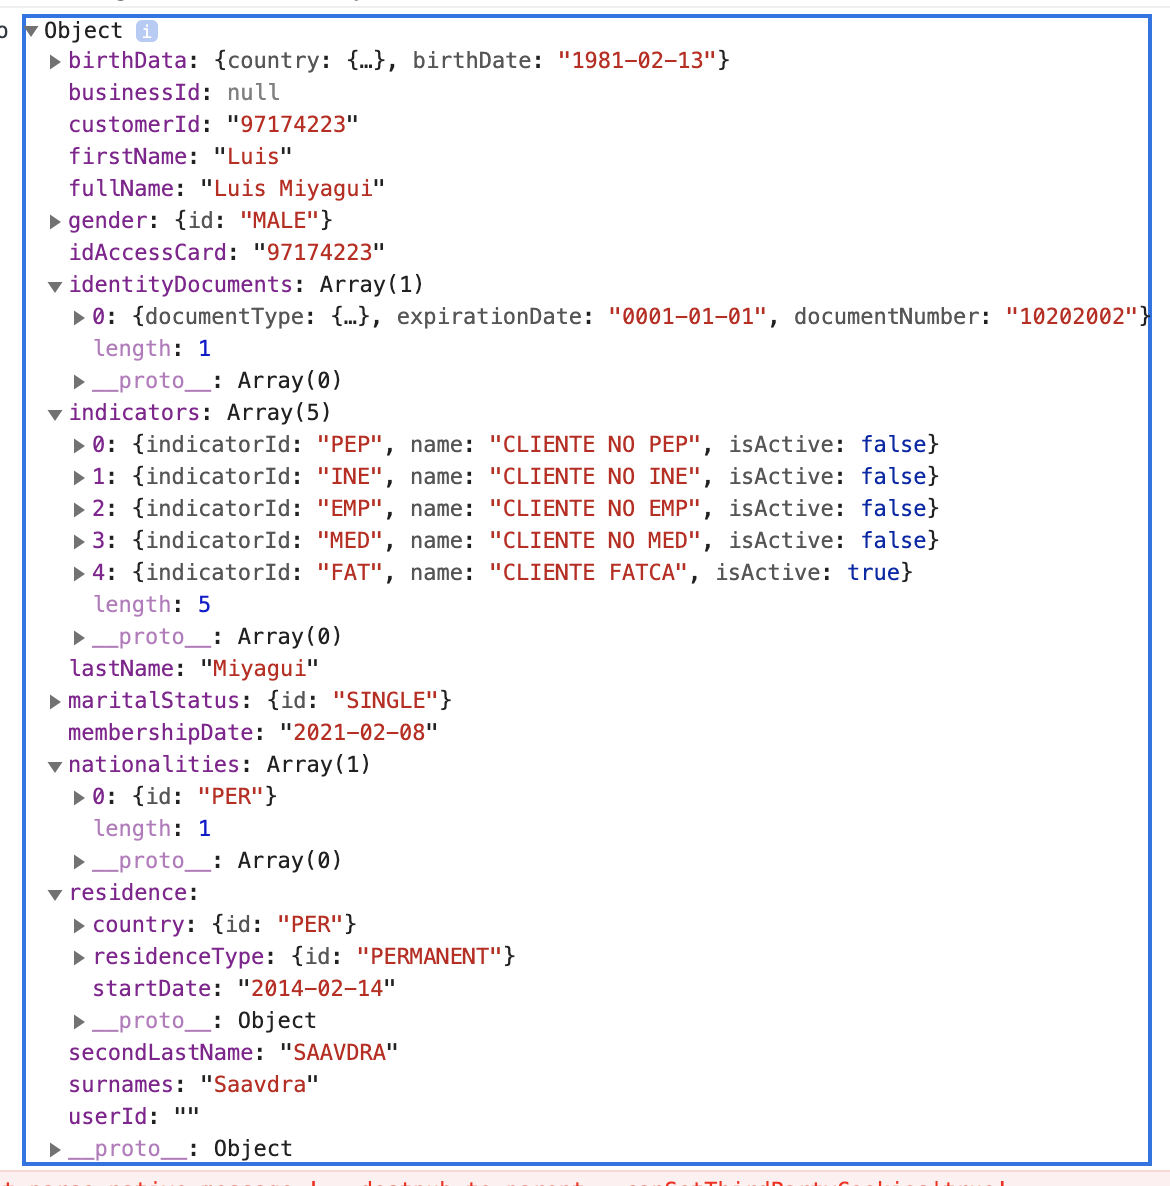 o ▼Object i
▶birthData: {country: {…}, birthDate: "1981-02-13"}
businessId: null
customerId: "97174223"
firstName: "Luis"
fullName: "Luis Miyagui"
▶gender: {id: "MALE"}
idAccessCard: "97174223"
▼identityDocuments: Array(1)
▶0: {documentType: {…}, expirationDate: "0001-01-01", documentNumber: "10202002"}
length: 1
▶__proto__: Array(0)
▼indicators: Array(5)
▶0: {indicatorId: "PEP", name: "CLIENTE NO PEP", isActive: false}
▶1: {indicatorId: "INE", name: "CLIENTE NO INE", isActive: false}
▶2: {indicatorId: "EMP", name: "CLIENTE NO EMP", isActive: false}
▶3: {indicatorId: "MED", name: "CLIENTE NO MED", isActive: false}
▶4: {indicatorId: "FAT", name: "CLIENTE FATCA", isActive: true}
length: 5
▶__proto__: Array(0)
lastName: "Miyagui"
▶maritalStatus: {id: "SINGLE"}
membershipDate: "2021-02-08"
▼nationalities: Array(1)
▶0: {id: "PER"}
length: 1
▶__proto__: Array(0)
▼residence:
▶country: {id: "PER"}
▶residenceType: {id: "PERMANENT"}
startDate: "2014-02-14"
▶__proto__: Object
secondLastName: "SAAVDRA"
surnames: "Saavdra"
userId: ""
▶__proto__: Object